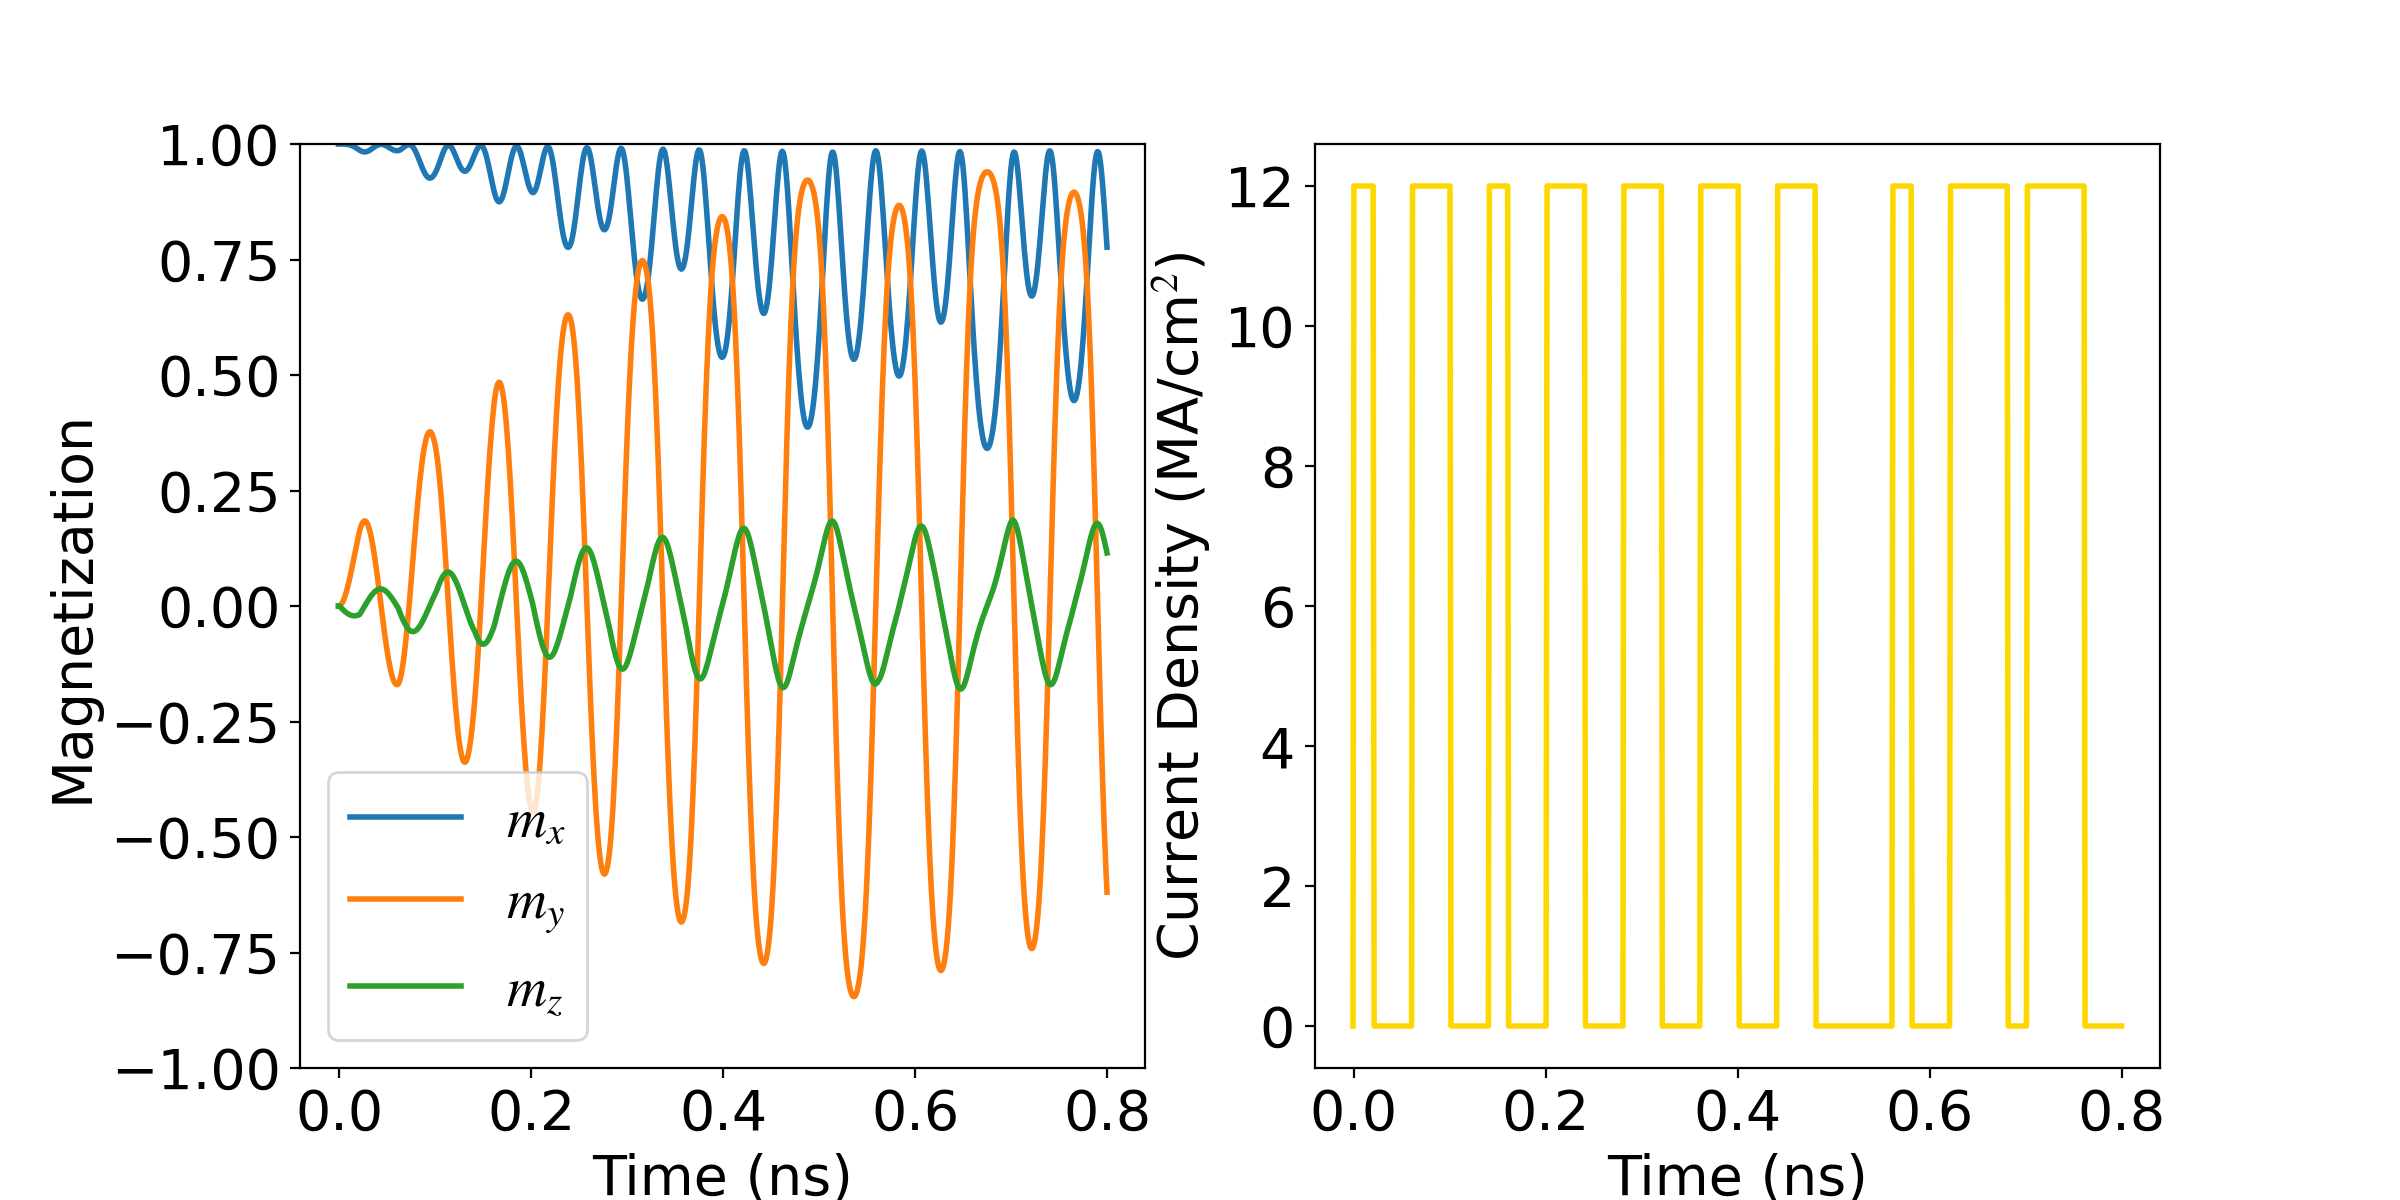 1.00
0.75
0.50
0.25
0.00
−0.25
−0.50
−0.75
−1.00
Magnetization
0.0 0.2 0.4 0.6 0.8
Time (ns)
m_x
m_y
m_z
12
10
8
6
4
2
0
Current Density (MA/cm²)
0.0 0.2 0.4 0.6 0.8
Time (ns)